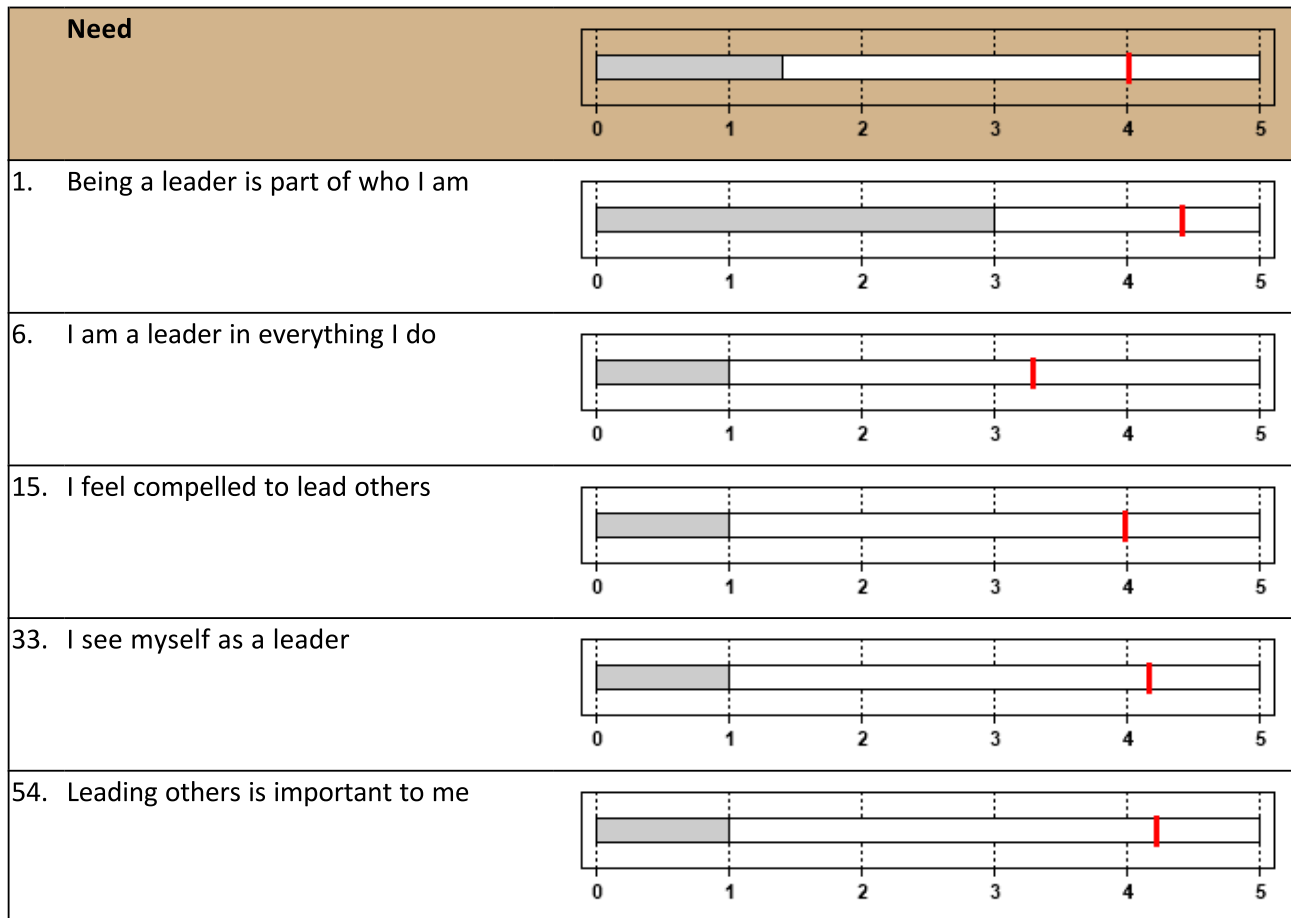 Need
0 1 2 3 4 5
1. Being a leader is part of who I am
0 1 2 3 4 5
6. I am a leader in everything I do
0 1 2 3 4 5
15. I feel compelled to lead others
0 1 2 3 4 5
33. I see myself as a leader
0 1 2 3 4 5
54. Leading others is important to me
0 1 2 3 4 5